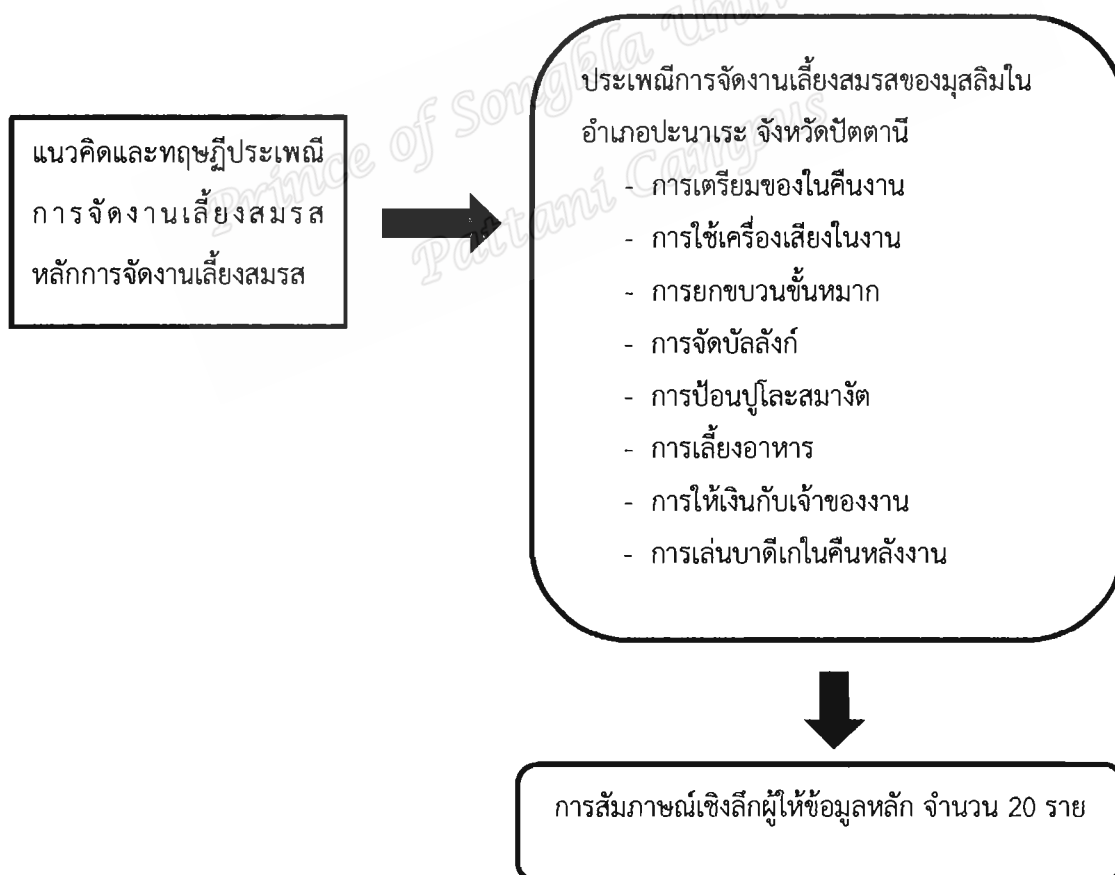 แนวคิดและทฤษฎีประเพณี
การจัดงานเลี้ยงสมรส
หลักการจัดงานเลี้ยงสมรส
ประเพณีการจัดงานเลี้ยงสมรสของมุสลิมใน
อำเภอปะนาเระ จังหวัดปัตตานี
- การเตรียมของในคืนงาน
- การใช้เครื่องเสียงในงาน
- การยกขบวนขั้นหมาก
- การจัดบัลลังก์
- การป้อนปูโละสมางัต
- การเลี้ยงอาหาร
- การให้เงินกับเจ้าของงาน
- การเล่นบาดีเกในคืนหลังงาน
การสัมภาษณ์เชิงลึกผู้ให้ข้อมูลหลัก จำนวน 20 ราย
Prince of Songkla
Pattani Campus